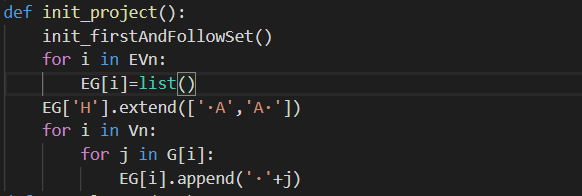 def init_project():
    init_firstAndFollowSet()
    for i in EVn:
        EG[i]=list()
    EG['H'].extend(['·A','A·'])
    for i in Vn:
        for j in G[i]:
            EG[i].append('·'+j)